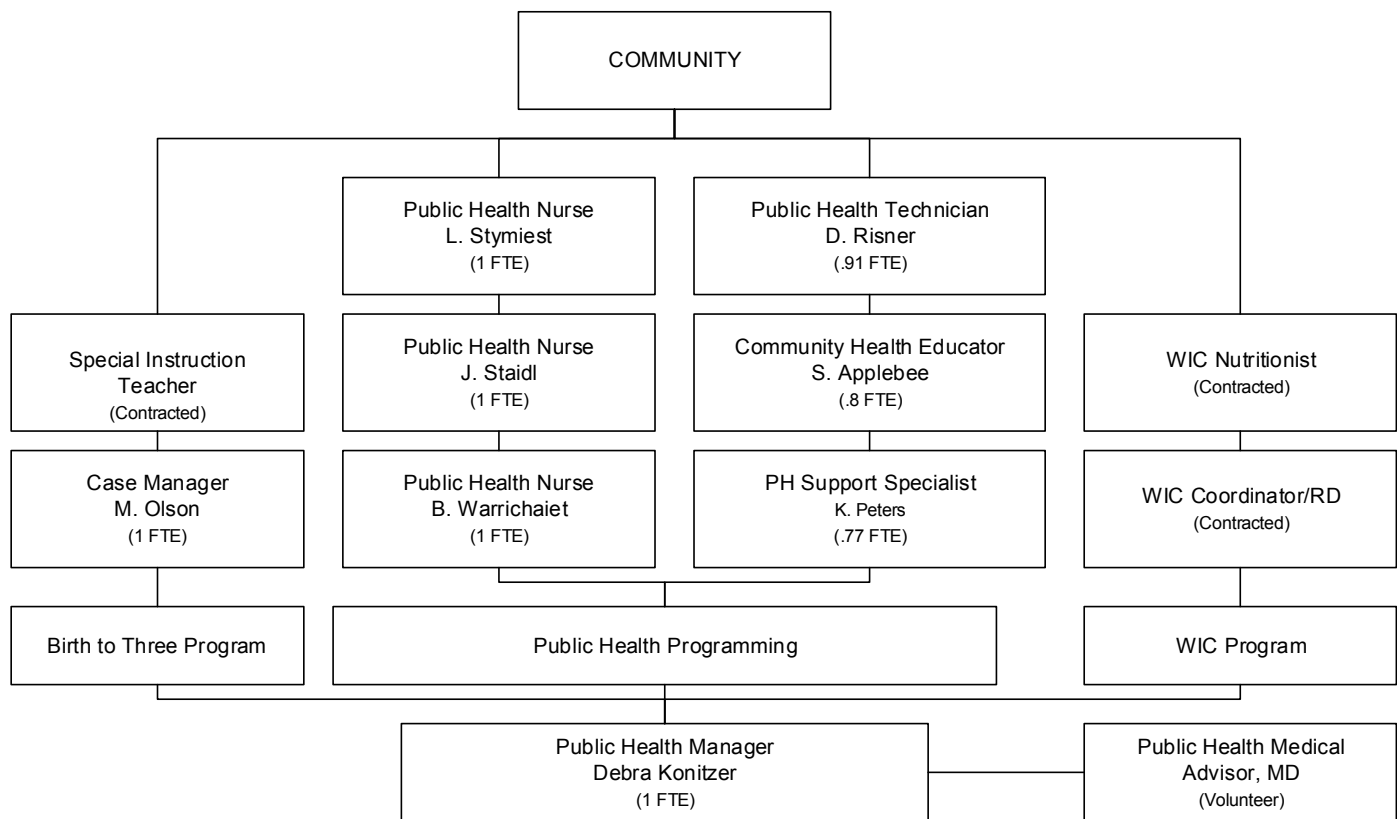 COMMUNITY
Public Health Nurse
L. Stymiest
(1 FTE)
Public Health Technician
D. Risner
(.91 FTE)
Special Instruction
Teacher
(Contracted)
Public Health Nurse
J. Staidl
(1 FTE)
Community Health Educator
S. Applebee
(.8 FTE)
WIC Nutritionist
(Contracted)
Case Manager
M. Olson
(1 FTE)
Public Health Nurse
B. Warrichaiet
(1 FTE)
PH Support Specialist
K. Peters
(.77 FTE)
WIC Coordinator/RD
(Contracted)
Birth to Three Program
Public Health Programming
WIC Program
Public Health Manager
Debra Konitzer
(1 FTE)
Public Health Medical
Advisor, MD
(Volunteer)